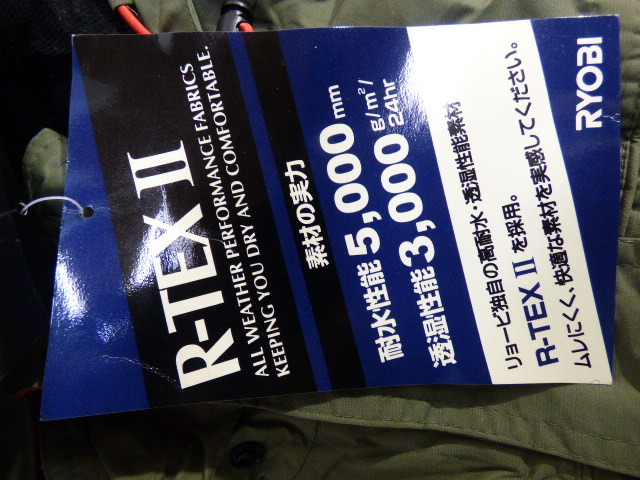 R-TEX II
ALL WEATHER PERFORMANCE FABRICS
KEEPING YOU DRY AND COMFORTABLE.
素材の実力
耐水性能5,000mm
透湿性能3,000g/m²/24hr
リョービ独自の高耐水・透湿性能素材
R-TEX IIを採用。
ムレにくく、快適な素材を実感してください。
RYOBI